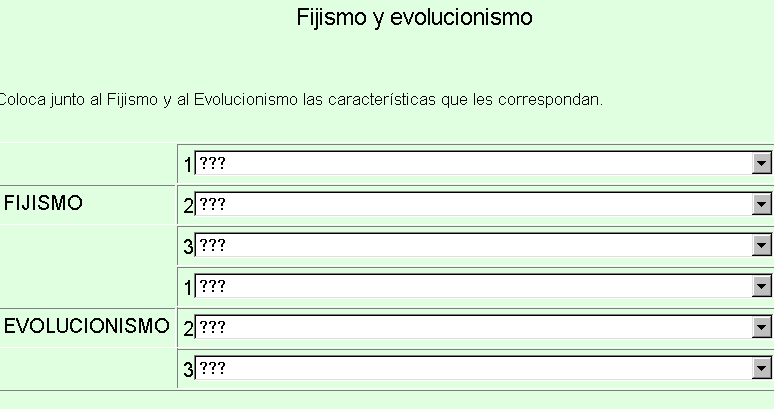 Fijismo y evolucionismo
Coloca junto al Fijismo y al Evolucionismo las características que les correspondan.
1 ???
FIJISMO 2 ???
3 ???
1 ???
EVOLUCIONISMO 2 ???
3 ???